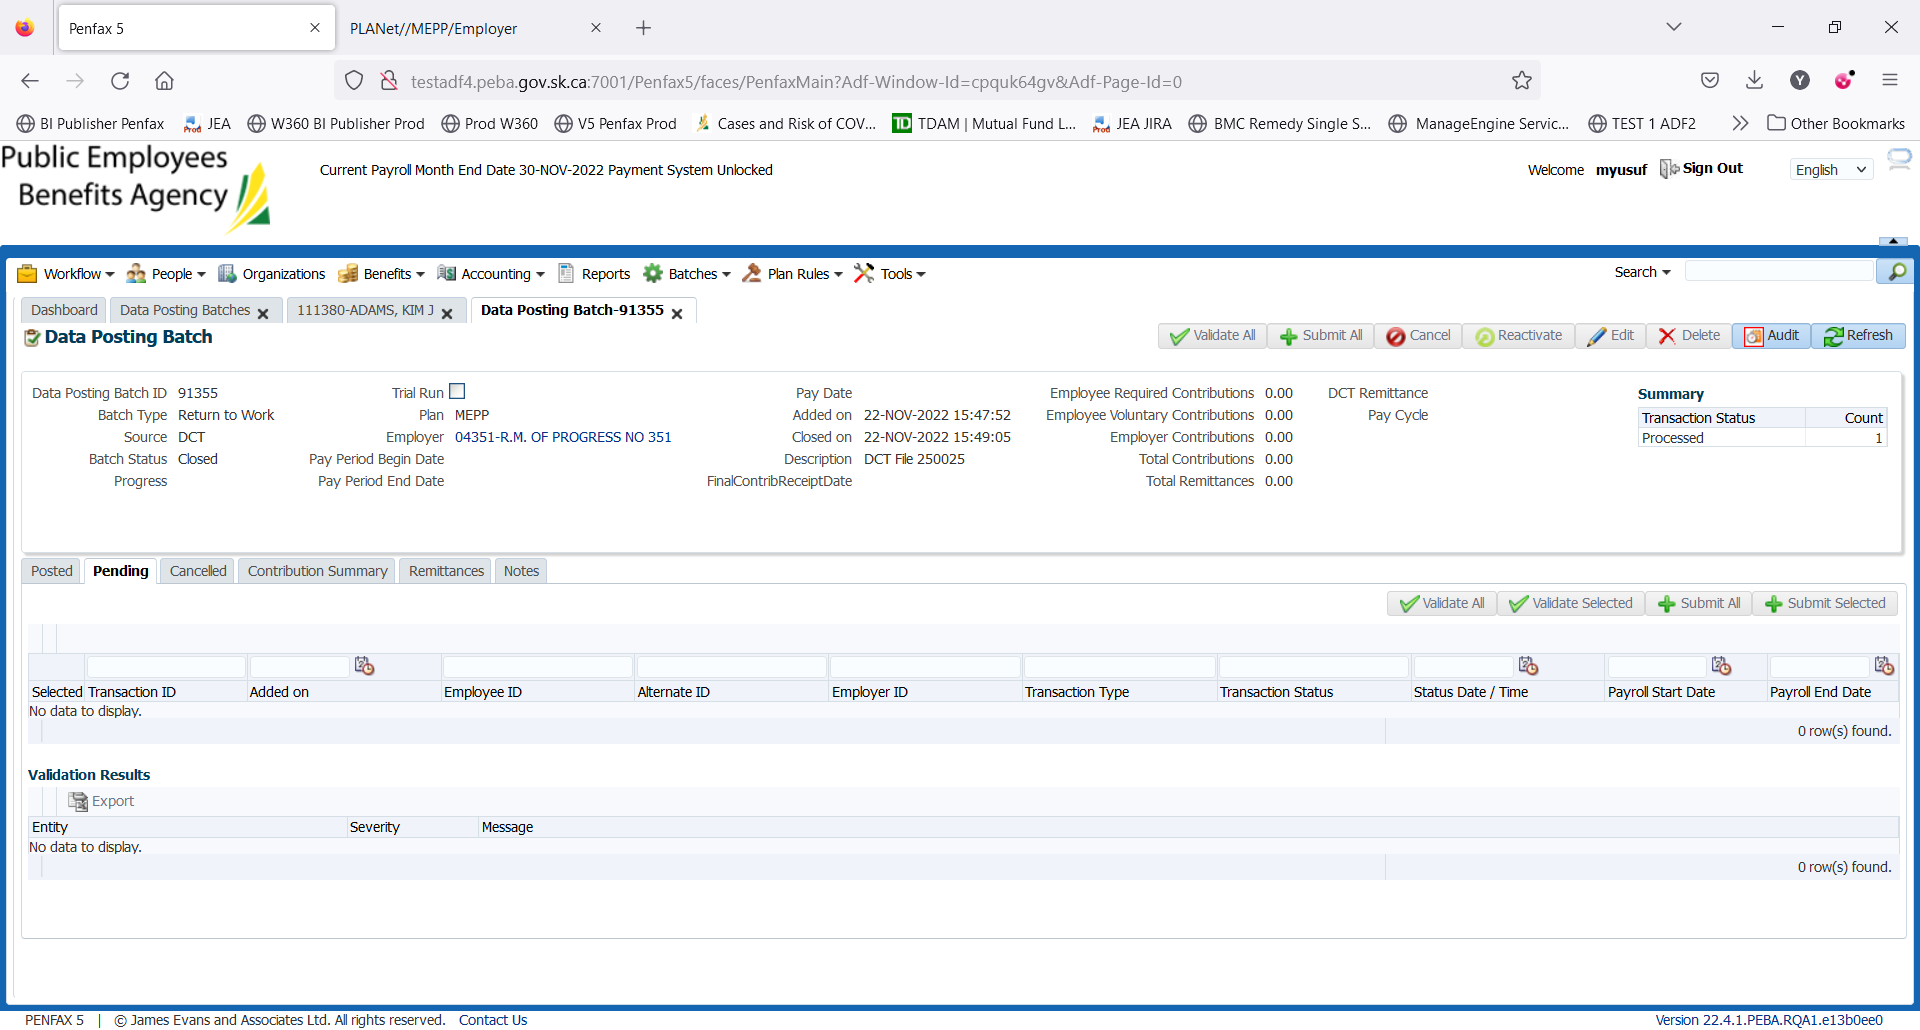 Penfax 5
PLANet//MEPP/Employer
testadf4.peba.gov.sk.ca:7001/Penfax5/faces/PenfaxMain?Adf-Window-Id=cpquk64gv&Adf-Page-Id=0
Y
BI Publisher Penfax
Prod JEA
W360 BI Publisher Prod
Prod W360
V5 Penfax Prod
Cases and Risk of COV...
TD TDAM | Mutual Fund L...
Prod JEA JIRA
BMC Remedy Single S...
ManageEngine Servic...
TEST 1 ADF2
Other Bookmarks
Public Employees
Benefits Agency
Current Payroll Month End Date 30-NOV-2022 Payment System Unlocked
Welcome myusuf Sign Out English
Workflow People Organizations Benefits Accounting Reports Batches Plan Rules Tools Search
Dashboard Data Posting Batches 111380-ADAMS, KIM J Data Posting Batch-91355
Data Posting Batch
Validate All Submit All Cancel Reactivate Edit Delete Audit Refresh
Data Posting Batch ID 91355 Trial Run Pay Date Employee Required Contributions 0.00 DCT Remittance Summary
Batch Type Return to Work Plan MEPP Added on 22-NOV-2022 15:47:52 Employee Voluntary Contributions 0.00 Pay Cycle Transaction Status Count
Source DCT Employer 04351-R.M. OF PROGRESS NO 351 Closed on 22-NOV-2022 15:49:05 Employer Contributions 0.00 Processed 1
Batch Status Closed Pay Period Begin Date Description DCT File 250025 Total Contributions 0.00
Progress Pay Period End Date FinalContribReceiptDate Total Remittances 0.00
Posted Pending Cancelled Contribution Summary Remittances Notes
Validate All Validate Selected Submit All Submit Selected
Selected Transaction ID Added on Employee ID Alternate ID Employer ID Transaction Type Transaction Status Status Date / Time Payroll Start Date Payroll End Date
No data to display.
0 row(s) found.
Validation Results
Export
Entity Severity Message
No data to display.
0 row(s) found.
PENFAX 5 | © James Evans and Associates Ltd. All rights reserved. Contact Us Version 22.4.1.PEBA.RQA1.e13b0ee0